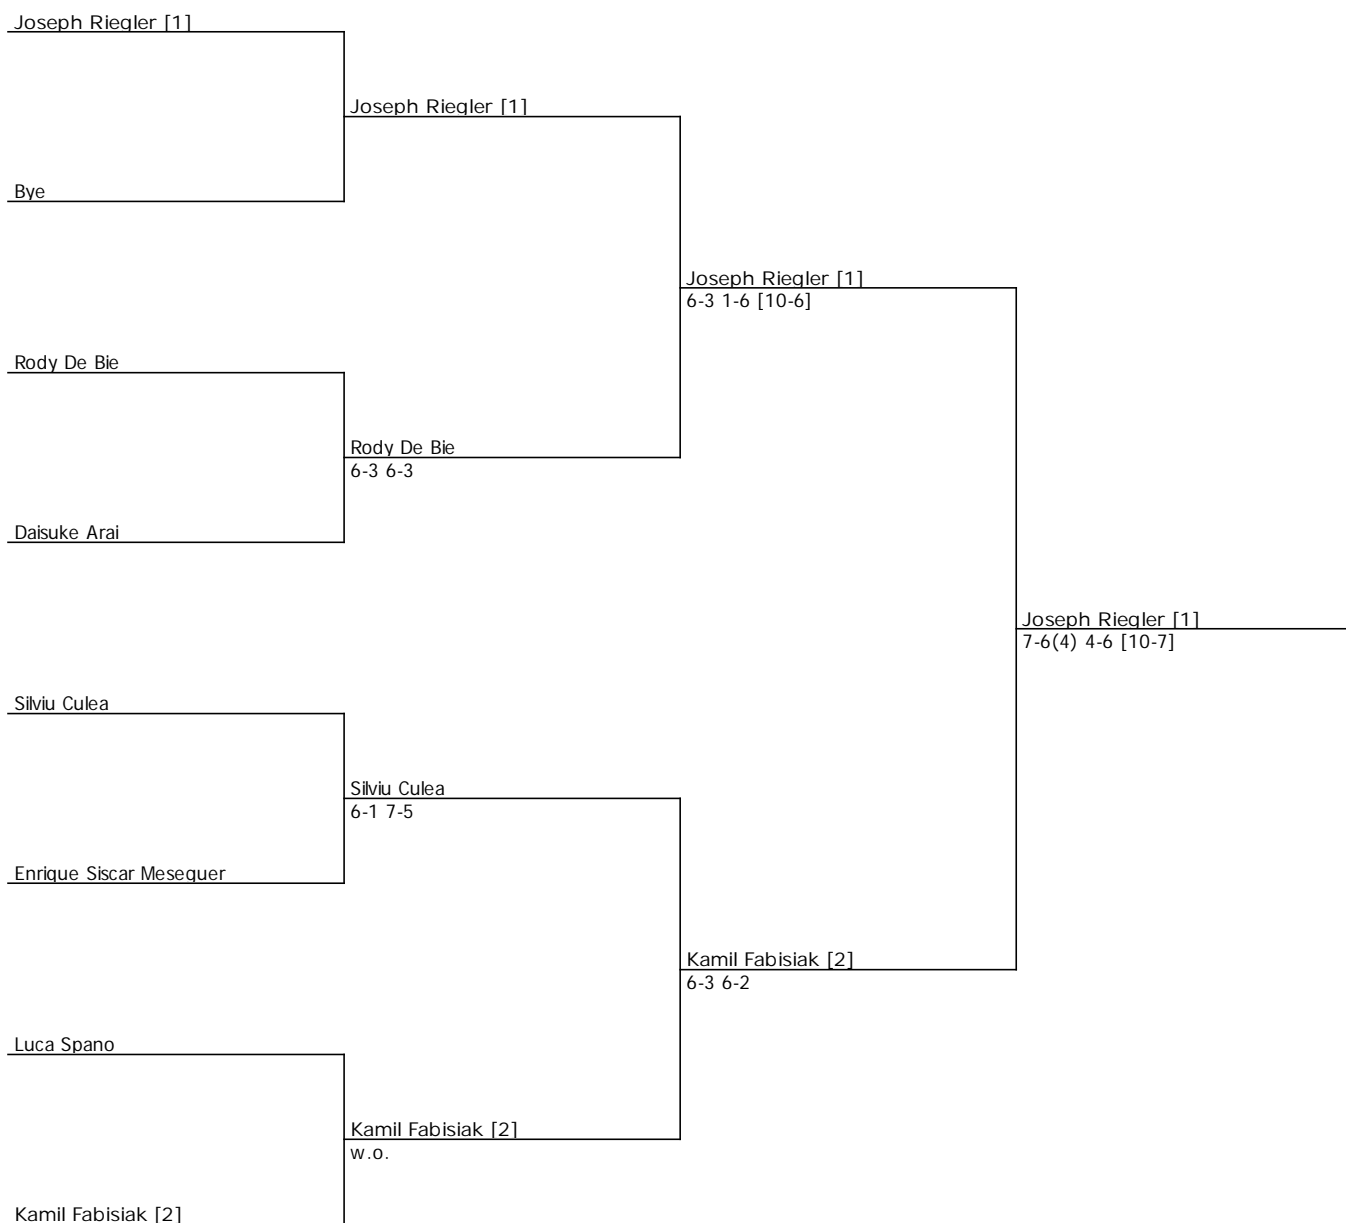 Joseph Riegler [1]
Joseph Riegler [1]
Bye
Joseph Riegler [1]
6-3 1-6 [10-6]
Rody De Bie
Rody De Bie
6-3 6-3
Daisuke Arai
Joseph Riegler [1]
7-6(4) 4-6 [10-7]
Silviu Culea
Silviu Culea
6-1 7-5
Enrique Siscar Meseguer
Kamil Fabisiak [2]
6-3 6-2
Luca Spano
Kamil Fabisiak [2]
w.o.
Kamil Fabisiak [2]